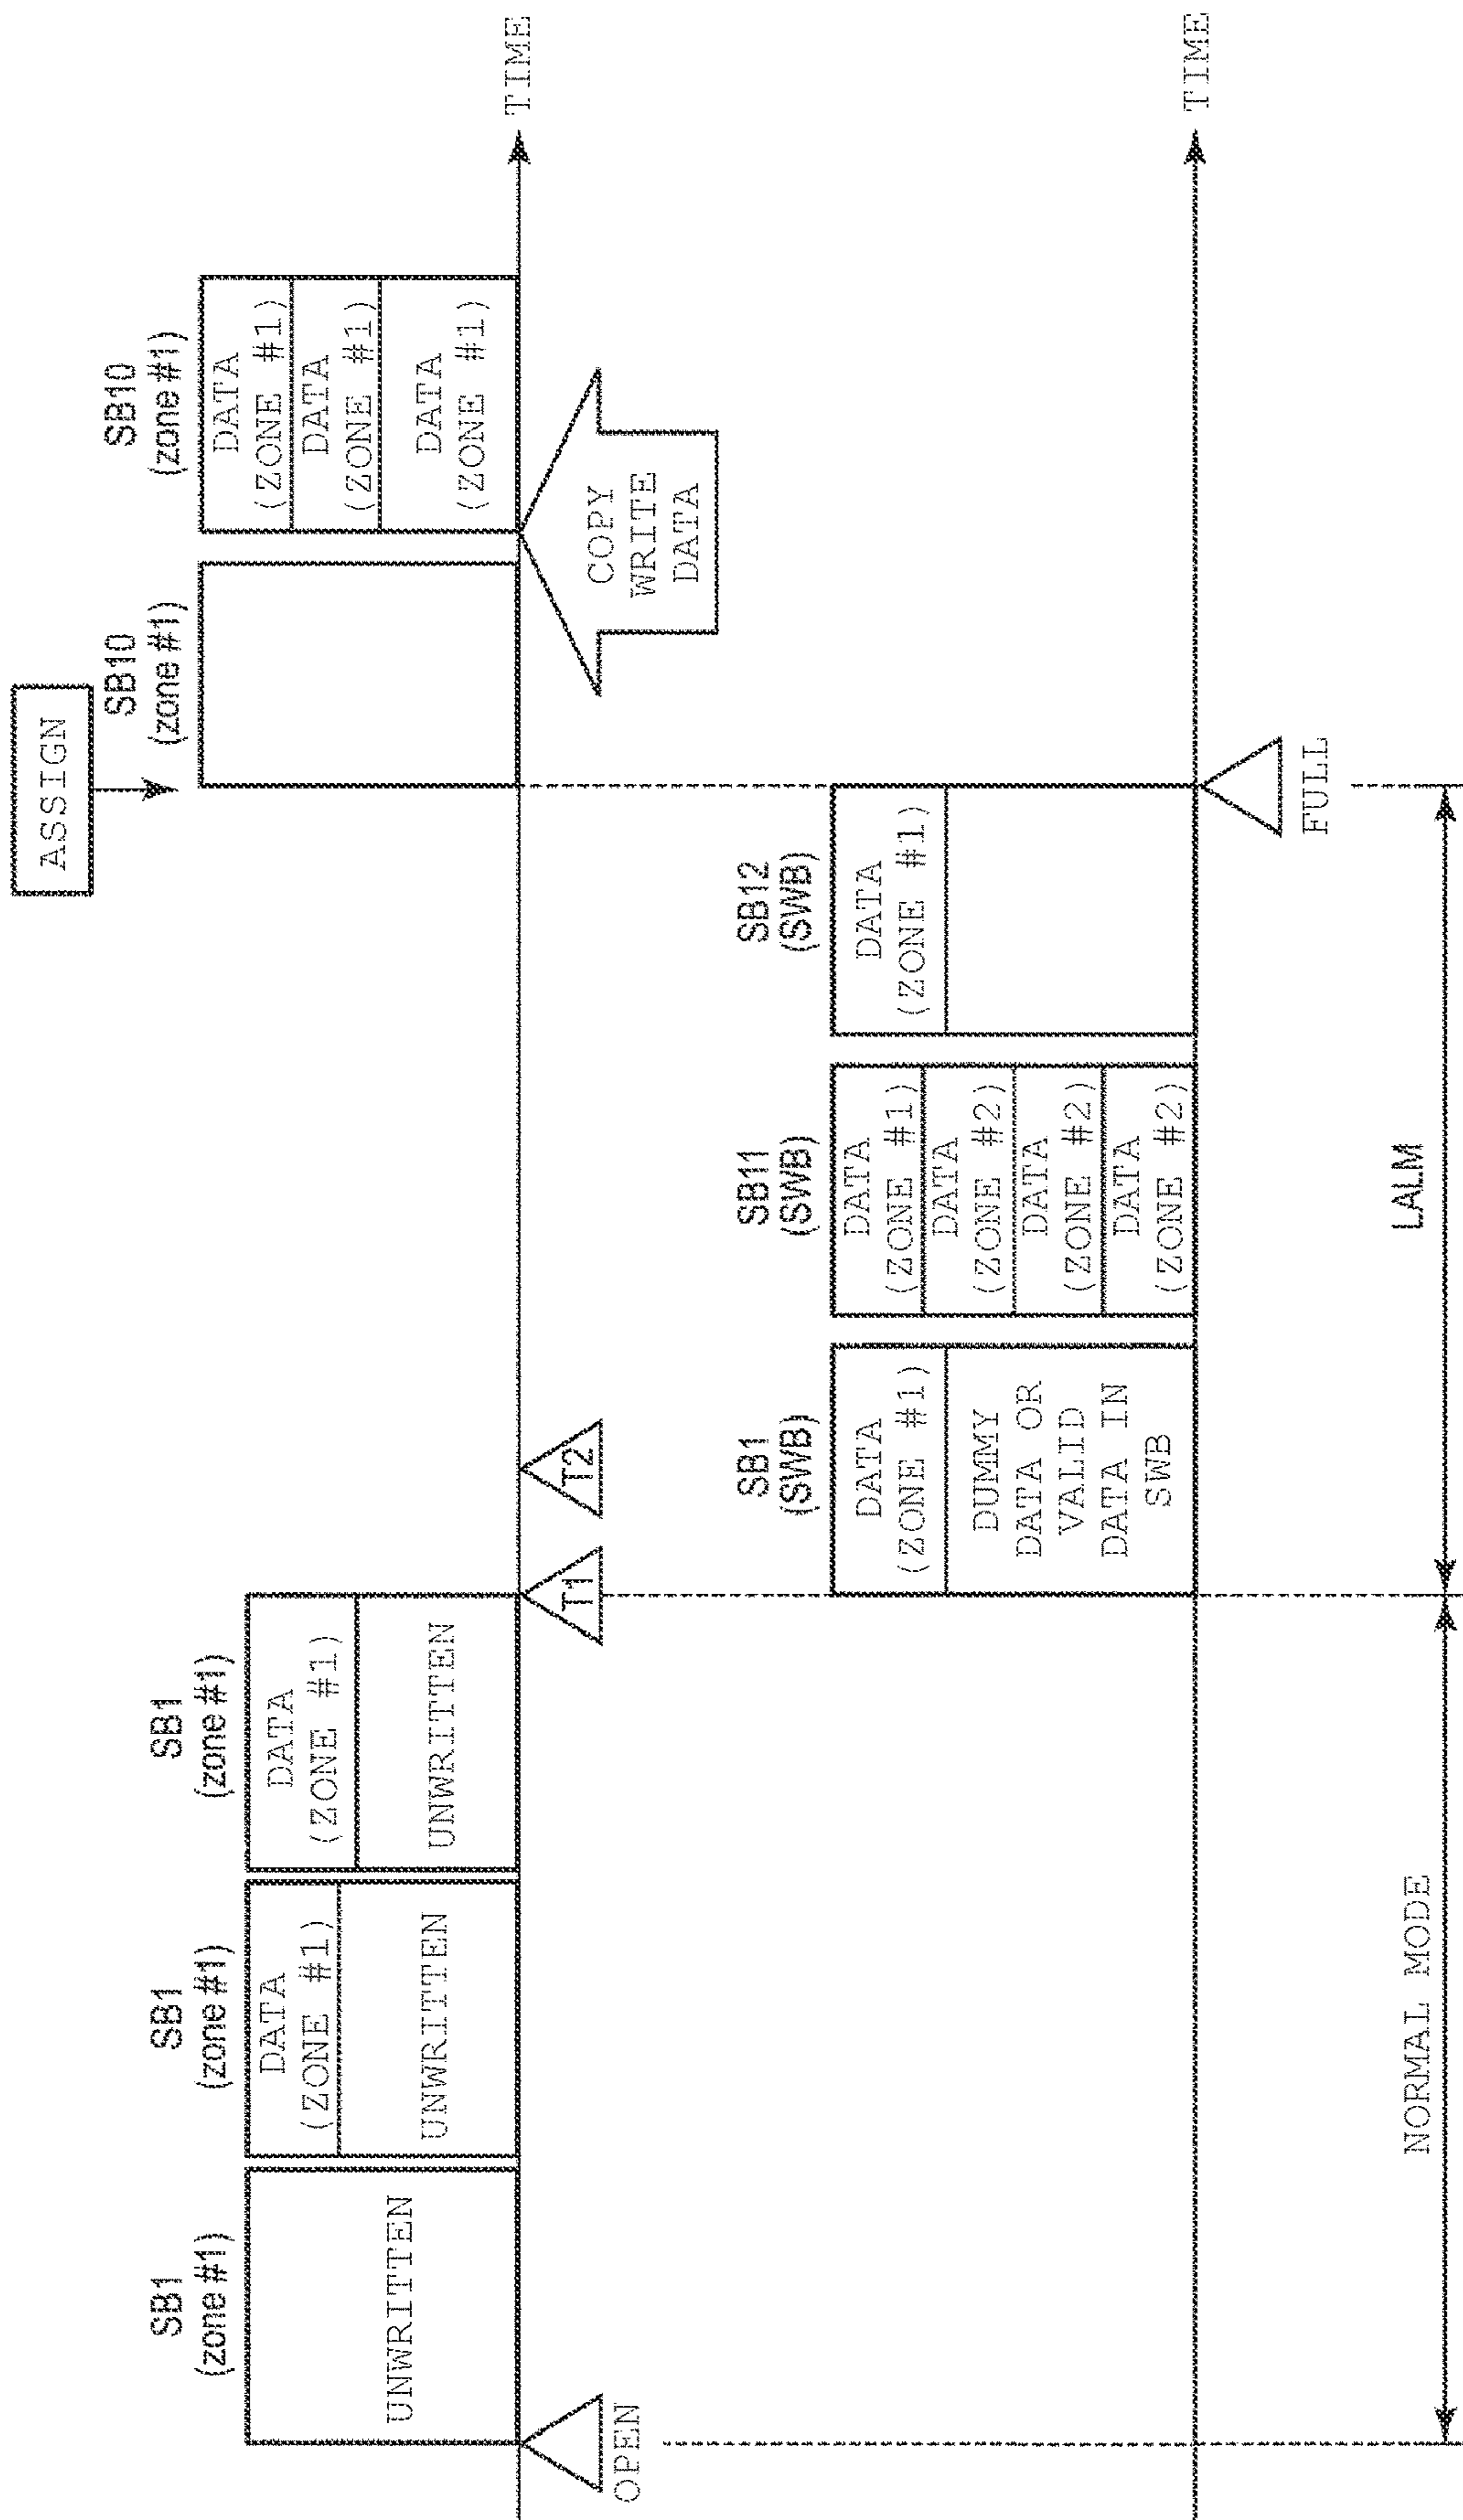 SB1
(zone #1)
UNWRITTEN
SB1
(zone #1)
DATA
(ZONE #1)
UNWRITTEN
SB1
(zone #1)
DATA
(ZONE #1)
UNWRITTEN
ASSIGN
SB10
(zone #1)
SB10
(zone #1)
DATA
(ZONE #1)
DATA
(ZONE #1)
DATA
(ZONE #1)
TIME
OPEN
T1
T2
COPY
WRITE
DATA
SB1
(SWB)
DATA
(ZONE #1)
DUMMY
DATA OR
VALID
DATA IN
SWB
SB11
(SWB)
DATA
(ZONE #1)
DATA
(ZONE #2)
DATA
(ZONE #2)
DATA
(ZONE #2)
SB12
(SWB)
DATA
(ZONE #1)
TIME
FULL
NORMAL MODE
LALM